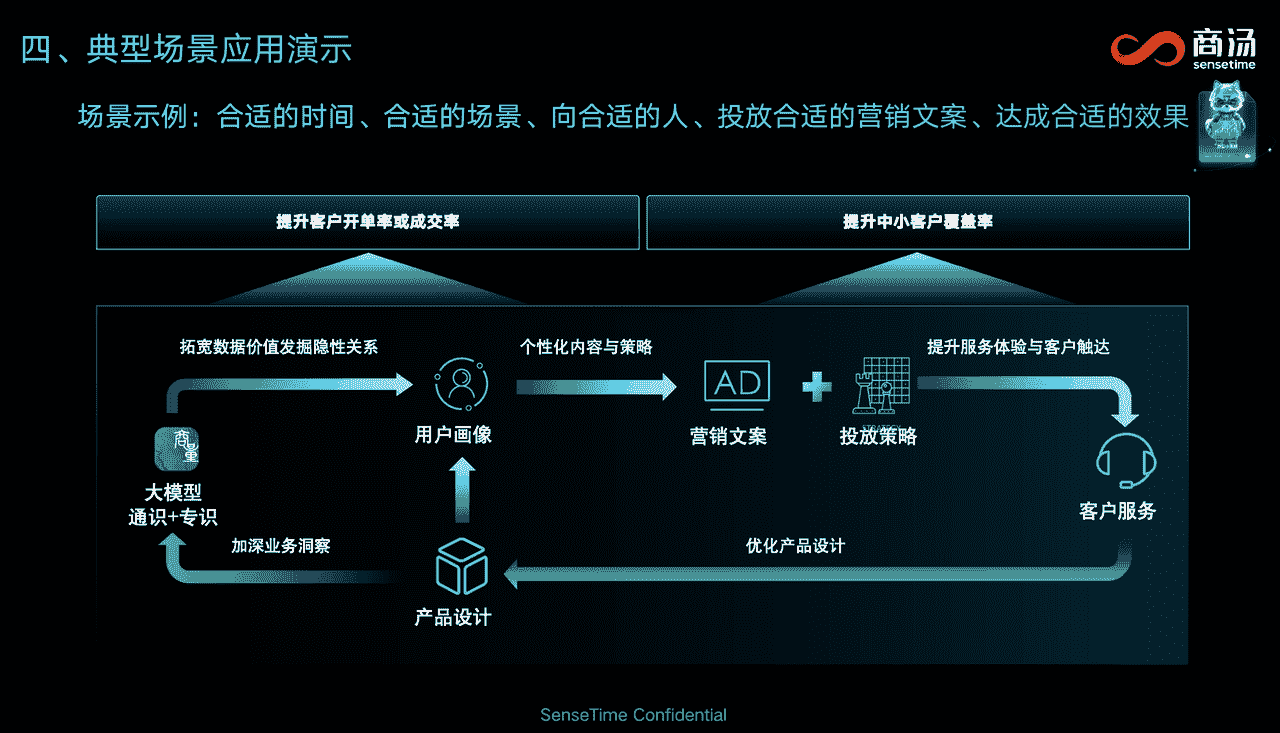 四、典型场景应用演示
商汤
sensetime
场景示例：合适的时间、合适的场景、向合适的人、投放合适的营销文案、达成合适的效果
提升客户开单率或成交率
提升中小客户覆盖率
拓宽数据价值发掘隐性关系
个性化内容与策略
提升服务体验与客户触达
AD
用户画像
营销文案
投放策略
商量
大模型
通识+专识
客户服务
加深业务洞察
优化产品设计
产品设计
SenseTime Confidential